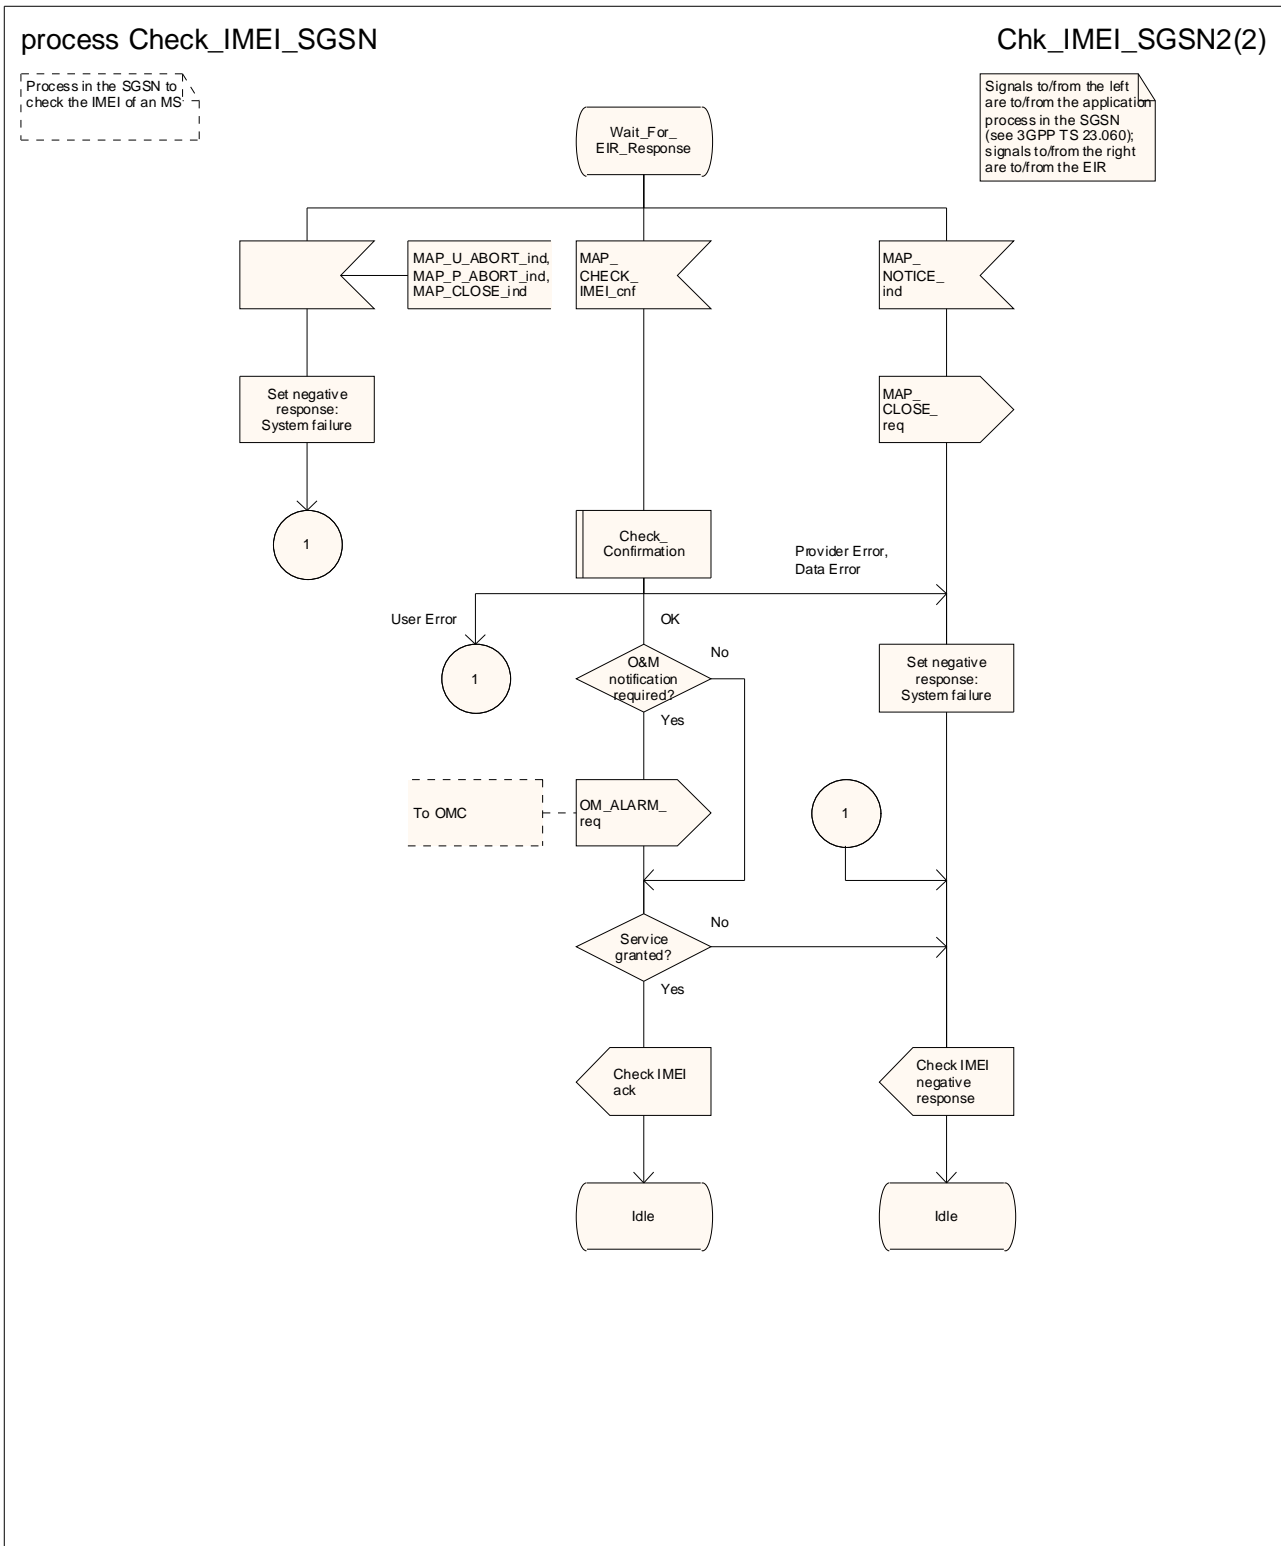 process Check_IMEI_SGSN
Chk_IMEI_SGSN2(2)
Process in the SGSN to
check the IMEI of an MS
Signals to/from the left
are to/from the application
process in the SGSN
(see 3GPP TS 23.060);
signals to/from the right
are to/from the EIR
Wait_For_
EIR_Response
MAP_U_ABORT_ind,
MAP_P_ABORT_ind,
MAP_CLOSE_ind
MAP_
CHECK_
IMEI_cnf
MAP_
NOTICE_
ind
Set negative
response:
System failure
MAP_
CLOSE_
req
1
Check_
Confirmation
Provider Error,
Data Error
User Error
OK
1
O&M
notification
required?
No
Yes
Set negative
response:
System failure
To OMC
OM_ALARM_
req
1
Service
granted?
No
Yes
Check IMEI
ack
Check IMEI
negative
response
Idle
Idle